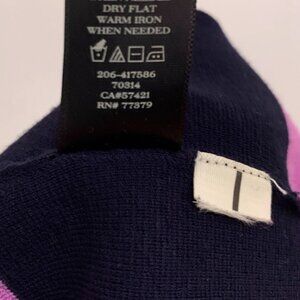 DRY FLAT
WARM IRON
WHEN NEEDED
206-417586
70314
CA#57421
RN# 77379